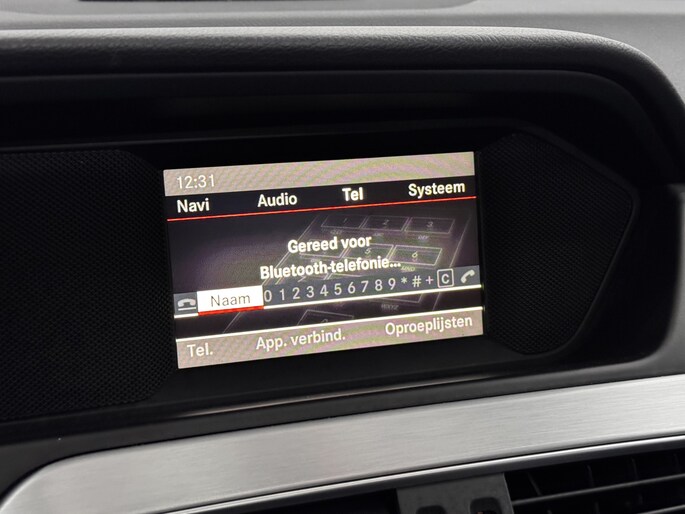 12:31
Navi Audio Tel Systeem
Gereed voor
Bluetooth-telefonie...
Naam 0 1 2 3 4 5 6 7 8 9 * # + C
Tel. App. verbind. Oproeplijsten